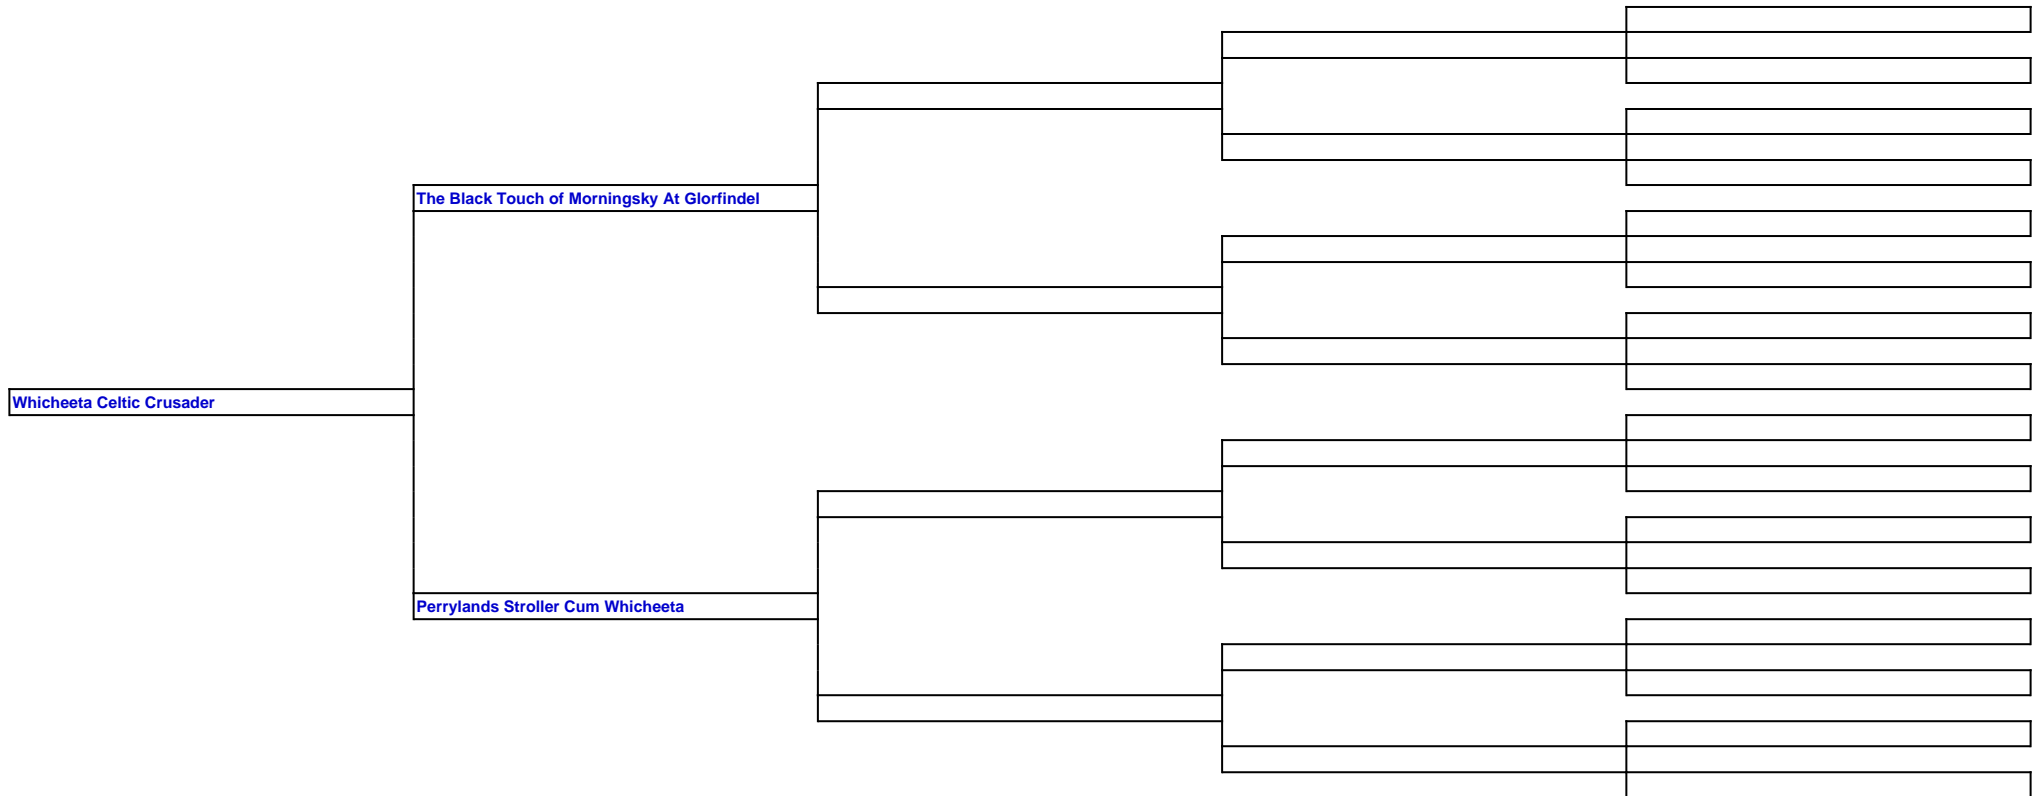 The Black Touch of Morningsky At Glorfindel
Whicheeta Celtic Crusader
Perrylands Stroller Cum Whicheeta